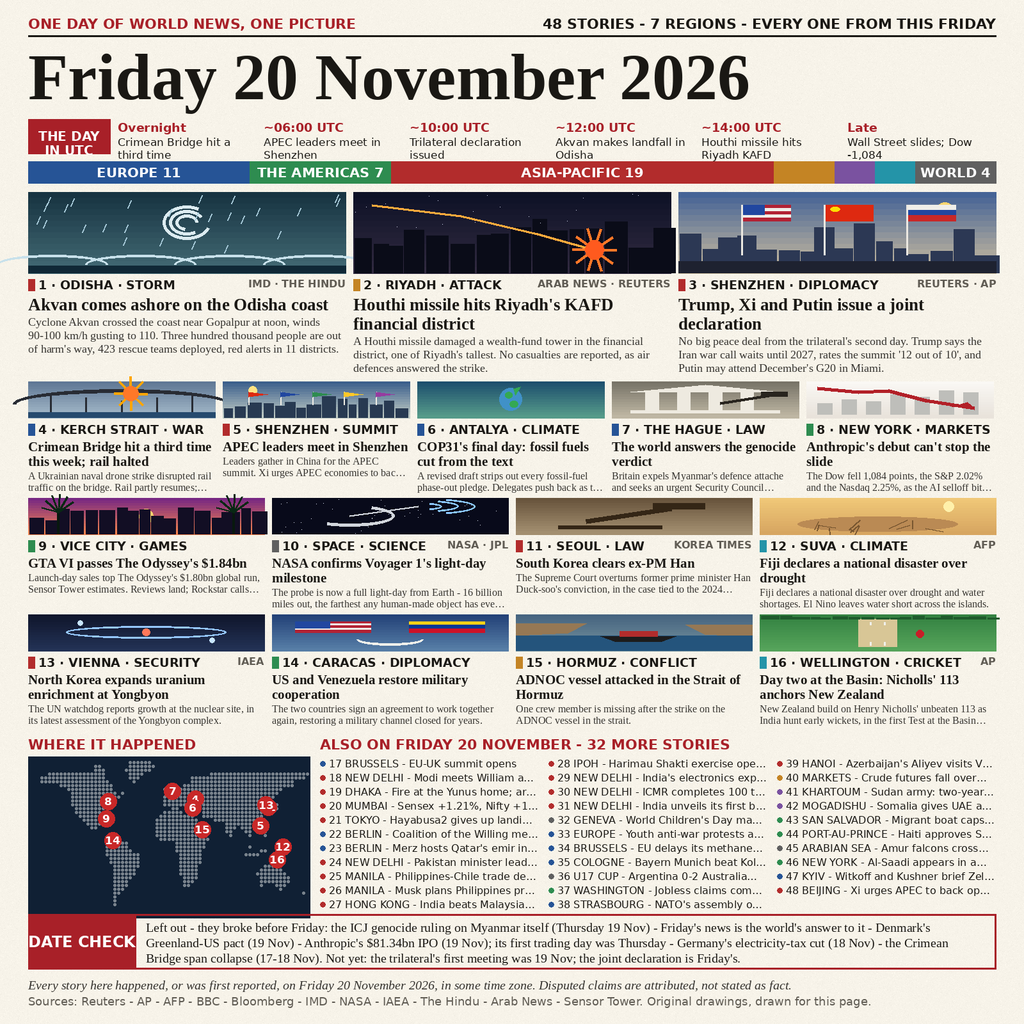 ONE DAY OF WORLD NEWS, ONE PICTURE
48 STORIES - 7 REGIONS - EVERY ONE FROM THIS FRIDAY
Friday 20 November 2026
THE DAY
IN UTC
Overnight
Crimean Bridge hit a
third time
~06:00 UTC
APEC leaders meet in
Shenzhen
~10:00 UTC
Trilateral declaration
issued
~12:00 UTC
Akvan makes landfall in
Odisha
~14:00 UTC
Houthi missile hits
Riyadh KAFD
Late
Wall Street slides; Dow
-1,084
EUROPE 11
THE AMERICAS 7
ASIA-PACIFIC 19
WORLD 4
1 · ODISHA · STORM
IMD · THE HINDU
Akvan comes ashore on the Odisha coast
Cyclone Akvan crossed the coast near Gopalpur at noon, winds
90-100 km/h gusting to 110. Three hundred thousand people are out
of harm's way, 423 rescue teams deployed, red alerts in 11 districts.
2 · RIYADH · ATTACK
ARAB NEWS · REUTERS
Houthi missile hits Riyadh's KAFD
financial district
A Houthi missile damaged a wealth-fund tower in the financial
district, one of Riyadh's tallest. No casualties are reported, as air
defences answered the strike.
3 · SHENZHEN · DIPLOMACY
REUTERS · AP
Trump, Xi and Putin issue a joint
declaration
No big peace deal from the trilateral's second day. Trump says the
Iran war call waits until 2027, rates the summit '12 out of 10', and
Putin may attend December's G20 in Miami.
4 · KERCH STRAIT · WAR
Crimean Bridge hit a third time
this week; rail halted
A Ukrainian naval drone strike disrupted rail
traffic on the bridge. Rail partly resumes;…
5 · SHENZHEN · SUMMIT
APEC leaders meet in Shenzhen
Leaders gather in China for the APEC
summit. Xi urges APEC economies to bac…
6 · ANTALYA · CLIMATE
COP31's final day: fossil fuels
cut from the text
A revised draft strips out every fossil-fuel
phase-out pledge. Delegates push back as t…
7 · THE HAGUE · LAW
The world answers the genocide
verdict
Britain expels Myanmar's defence attache
and seeks an urgent Security Council…
8 · NEW YORK · MARKETS
Anthropic's debut can't stop the
slide
The Dow fell 1,084 points, the S&P 2.02%
and the Nasdaq 2.25%, as the AI selloff bit…
9 · VICE CITY · GAMES
GTA VI passes The Odyssey's $1.84bn
Launch-day sales top The Odyssey's $1.80bn global run,
Sensor Tower estimates. Reviews land; Rockstar calls…
10 · SPACE · SCIENCE
NASA · JPL
NASA confirms Voyager 1's light-day
milestone
The probe is now a full light-day from Earth - 16 billion
miles out, the farthest any human-made object has eve…
11 · SEOUL · LAW
KOREA TIMES
South Korea clears ex-PM Han
The Supreme Court overturns former prime minister Han
Duck-soo's conviction, in the case tied to the 2024…
12 · SUVA · CLIMATE
AFP
Fiji declares a national disaster over
drought
Fiji declares a national disaster over drought and water
shortages. El Nino leaves water short across the islands.
13 · VIENNA · SECURITY
IAEA
North Korea expands uranium
enrichment at Yongbyon
The UN watchdog reports growth at the nuclear site, in
its latest assessment of the Yongbyon complex.
14 · CARACAS · DIPLOMACY
US and Venezuela restore military
cooperation
The two countries sign an agreement to work together
again, restoring a military channel closed for years.
15 · HORMUZ · CONFLICT
ADNOC vessel attacked in the Strait of
Hormuz
One crew member is missing after the strike on the
ADNOC vessel in the strait.
16 · WELLINGTON · CRICKET
AP
Day two at the Basin: Nicholls' 113
anchors New Zealand
New Zealand build on Henry Nicholls' unbeaten 113 as
India hunt early wickets, in the first Test at the Basin…
WHERE IT HAPPENED
8
9
14
7
4
6
15
13
5
12
16
ALSO ON FRIDAY 20 NOVEMBER - 32 MORE STORIES
17 BRUSSELS - EU-UK summit opens
18 NEW DELHI - Modi meets William a…
19 DHAKA - Fire at the Yunus home; ar…
20 MUMBAI - Sensex +1.21%, Nifty +1…
21 TOKYO - Hayabusa2 gives up landi…
22 BERLIN - Coalition of the Willing me…
23 BERLIN - Merz hosts Qatar's emir in…
24 NEW DELHI - Pakistan minister lead…
25 MANILA - Philippines-Chile trade de…
26 MANILA - Musk plans Philippines pr…
27 HONG KONG - India beats Malaysia…
28 IPOH - Harimau Shakti exercise ope…
29 NEW DELHI - India's electronics exp…
30 NEW DELHI - ICMR completes 100 t…
31 NEW DELHI - India unveils its first b…
32 GENEVA - World Children's Day ma…
33 EUROPE - Youth anti-war protests a…
34 BRUSSELS - EU delays its methane…
35 COLOGNE - Bayern Munich beat Kol…
36 U17 CUP - Argentina 0-2 Australia…
37 WASHINGTON - Jobless claims com…
38 STRASBOURG - NATO's assembly o…
39 HANOI - Azerbaijan's Aliyev visits V…
40 MARKETS - Crude futures fall over…
41 KHARTOUM - Sudan army: two-year…
42 MOGADISHU - Somalia gives UAE a…
43 SAN SALVADOR - Migrant boat caps…
44 PORT-AU-PRINCE - Haiti approves S…
45 ARABIAN SEA - Amur falcons cross…
46 NEW YORK - Al-Saadi appears in a…
47 KYIV - Witkoff and Kushner brief Zel…
48 BEIJING - Xi urges APEC to back op…
DATE CHECK
Left out - they broke before Friday: the ICJ genocide ruling on Myanmar itself (Thursday 19 Nov) - Friday's news is the world's answer to it - Denmark's
Greenland-US pact (19 Nov) - Anthropic's $81.34bn IPO (19 Nov); its first trading day was Thursday - Germany's electricity-tax cut (18 Nov) - the Crimean
Bridge span collapse (17-18 Nov). Not yet: the trilateral's first meeting was 19 Nov; the joint declaration is Friday's.
Every story here happened, or was first reported, on Friday 20 November 2026, in some time zone. Disputed claims are attributed, not stated as fact.
Sources: Reuters - AP - AFP - BBC - Bloomberg - IMD - NASA - IAEA - The Hindu - Arab News - Sensor Tower. Original drawings, drawn for this page.